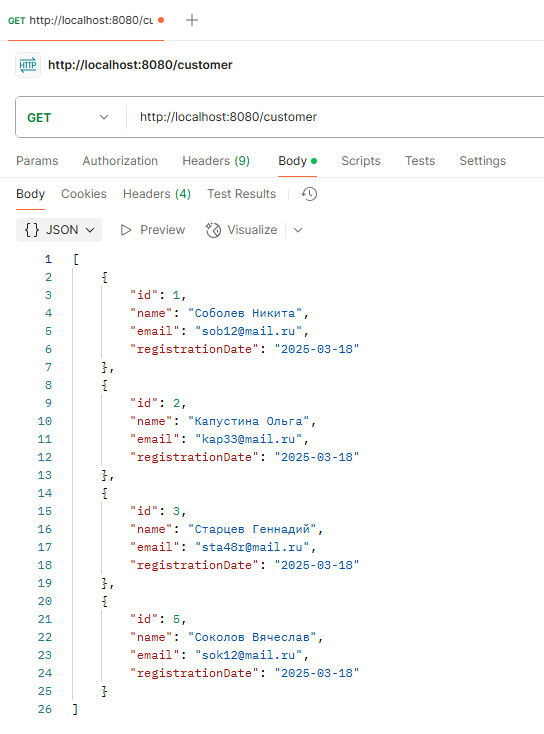 GET http://localhost:8080/cu
http://localhost:8080/customer
GET http://localhost:8080/customer
Params Authorization Headers (9) Body Scripts Tests Settings
Body Cookies Headers (4) Test Results
{} JSON Preview Visualize
1 [
2 {
3 "id": 1,
4 "name": "Соболев Никита",
5 "email": "sob12@mail.ru",
6 "registrationDate": "2025-03-18"
7 },
8 {
9 "id": 2,
10 "name": "Капустина Ольга",
11 "email": "kap33@mail.ru",
12 "registrationDate": "2025-03-18"
13 },
14 {
15 "id": 3,
16 "name": "Старцев Геннадий",
17 "email": "sta48r@mail.ru",
18 "registrationDate": "2025-03-18"
19 },
20 {
21 "id": 5,
22 "name": "Соколов Вячеслав",
23 "email": "sok12@mail.ru",
24 "registrationDate": "2025-03-18"
25 }
26 ]